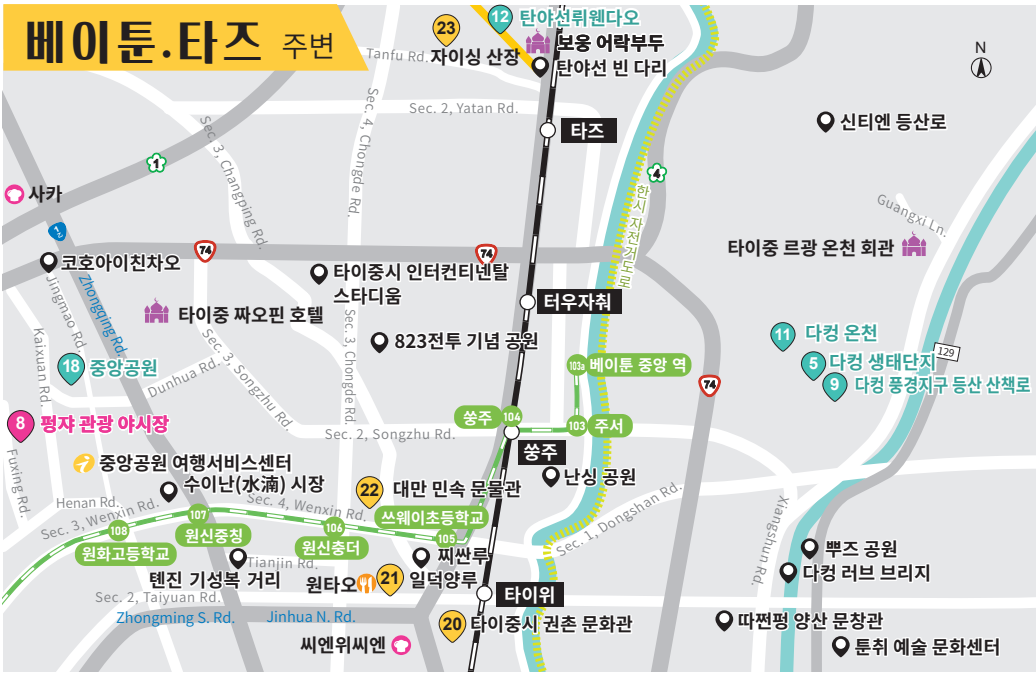 베이툰·타즈 주변
23
12
탄야선뤼웬다오
보웅 어락부두
자이싱 산장
탄야선 빈 다리
Tanfu Rd.
N
Sec. 2, Yatan Rd.
타즈
신티엔 등산로
Sec. 3, Changping Rd.
Sec. 4, Chongde Rd.
1
4
사카
한시 자전거도로
Guangxi Ln.
1乙
74
74
타이중 르광 온천 회관
코호아이친차오
타이중시 인터컨티넨탈
스타디움
터우자춰
Jingmao Rd.
Zhongqing Rd.
타이중 짜오핀 호텔
Sec. 3, Chongde Rd.
823전투 기념 공원
11
다컹 온천
Kaixuan Rd.
Sec. 3, Songzhu Rd.
129
18
중앙공원
103a
베이툰 중앙 역
5
다컹 생태단지
Dunhua Rd.
74
9
다컹 풍경지구 등산 산책로
8
펑쟈 관광 야시장
쑹주
104
103
주서
Sec. 2, Songzhu Rd.
쑹주
중앙공원 여행서비스센터
난싱 공원
Fuxing Rd.
수이난(水湳) 시장
22
대만 민속 문물관
Henan Rd.
Sec. 4, Wenxin Rd.
쓰웨이초등학교
Sec. 1, Dongshan Rd.
Xiangshun Rd.
Sec. 3, Wenxin Rd.
107
원신중칭
106
원신충더
105
108
원화고등학교
찌싼루
뿌즈 공원
Tianjin Rd.
톈진 기성복 거리
원타오
21
일덕양루
다컹 러브 브리지
Sec. 2, Taiyuan Rd.
타이위
Zhongming S. Rd.
Jinhua N. Rd.
20
타이중시 권촌 문화관
따쩐펑 양산 문창관
씨엔위씨엔
툰취 예술 문화센터